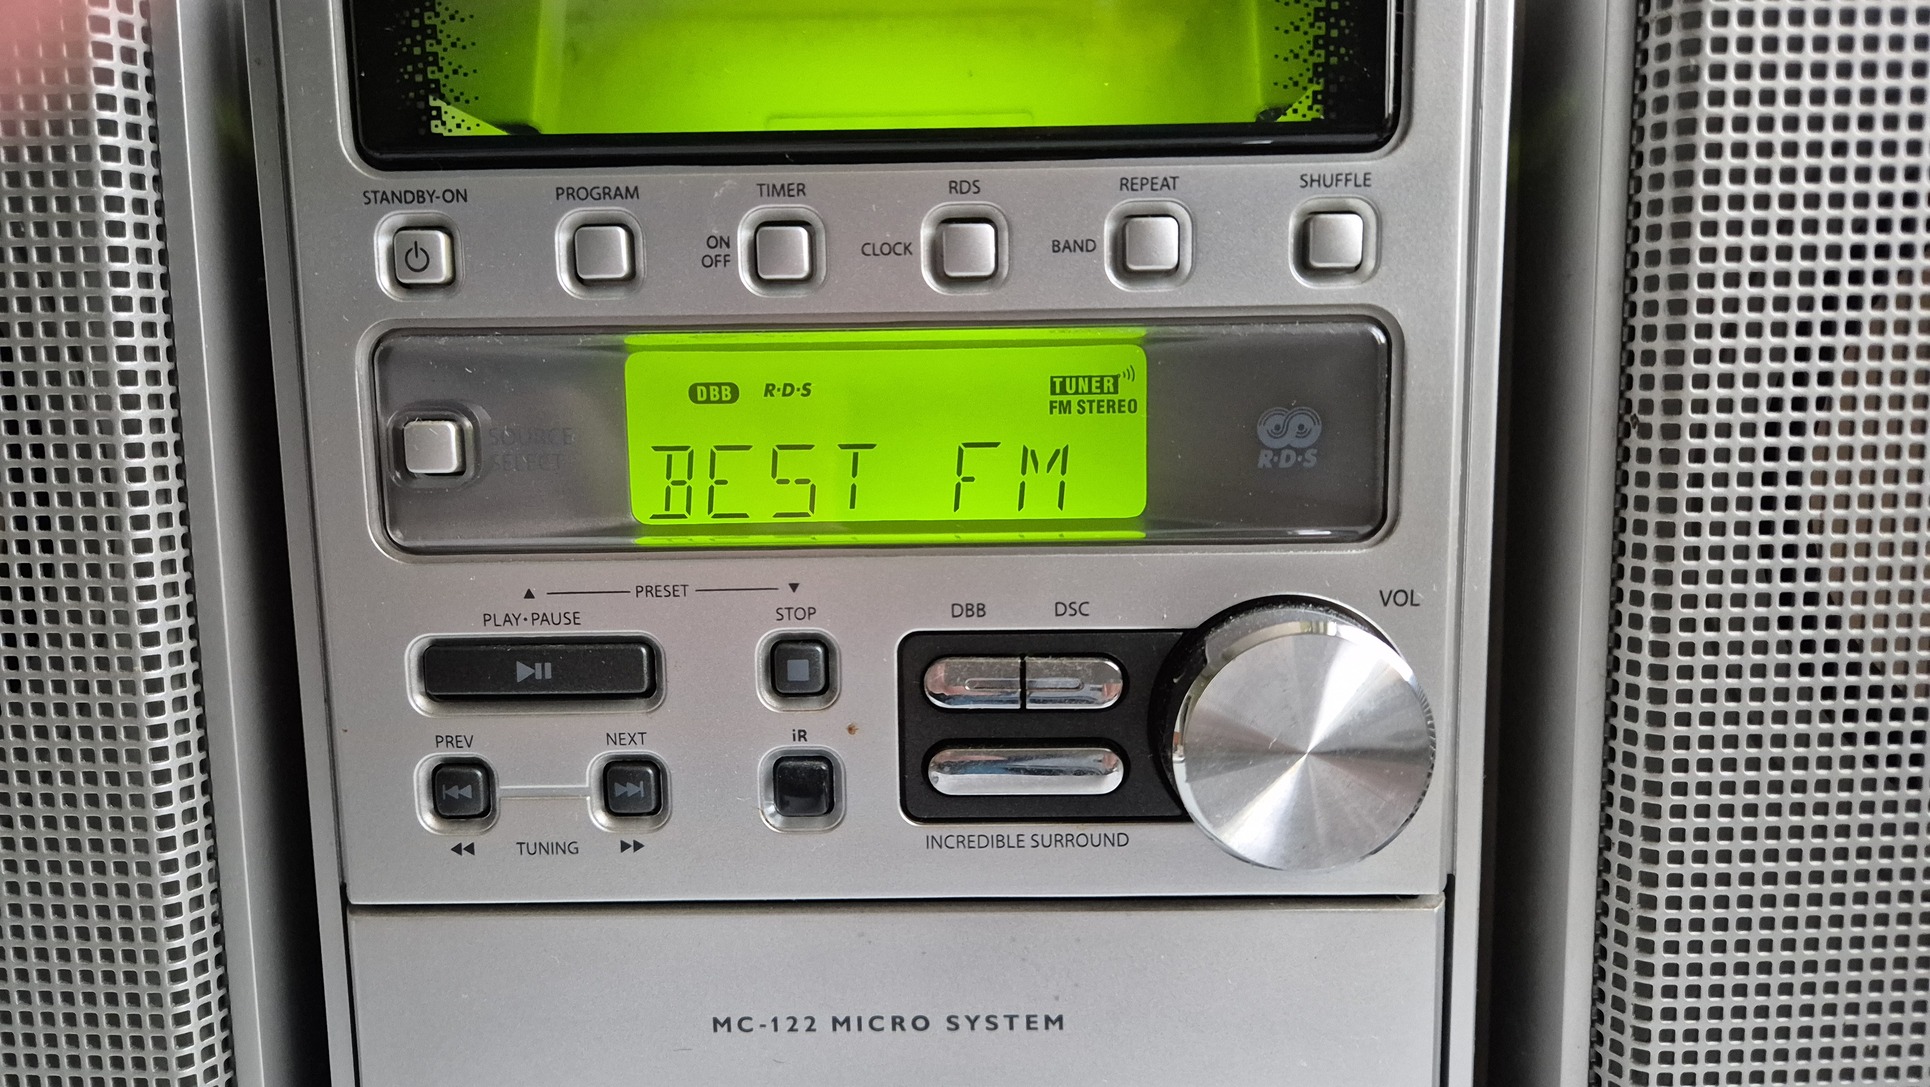 STANDBY-ON
PROGRAM
TIMER
RDS
REPEAT
SHUFFLE
ON
OFF
CLOCK
BAND
SOURCE
SELECT
DBB R·D·S
TUNER
FM STEREO
BEST FM
R·D·S
▲ PRESET ▼
PLAY•PAUSE
STOP
DBB
DSC
VOL
PREV
NEXT
iR
TUNING
INCREDIBLE SURROUND
MC-122 MICRO SYSTEM